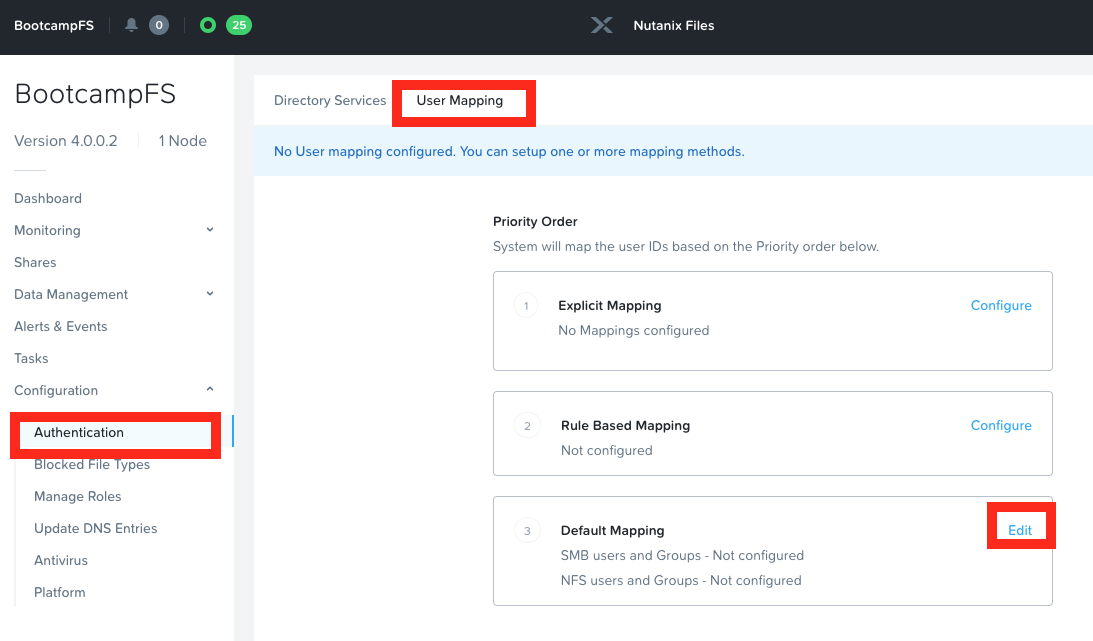 BootcampFS 0 25 Nutanix Files
BootcampFS
Version 4.0.0.2 1 Node
Dashboard
Monitoring
Shares
Data Management
Alerts & Events
Tasks
Configuration
Authentication
Blocked File Types
Manage Roles
Update DNS Entries
Antivirus
Platform
Directory Services User Mapping
No User mapping configured. You can setup one or more mapping methods.
Priority Order
System will map the user IDs based on the Priority order below.
1 Explicit Mapping Configure
No Mappings configured
2 Rule Based Mapping Configure
Not configured
3 Default Mapping Edit
SMB users and Groups - Not configured
NFS users and Groups - Not configured